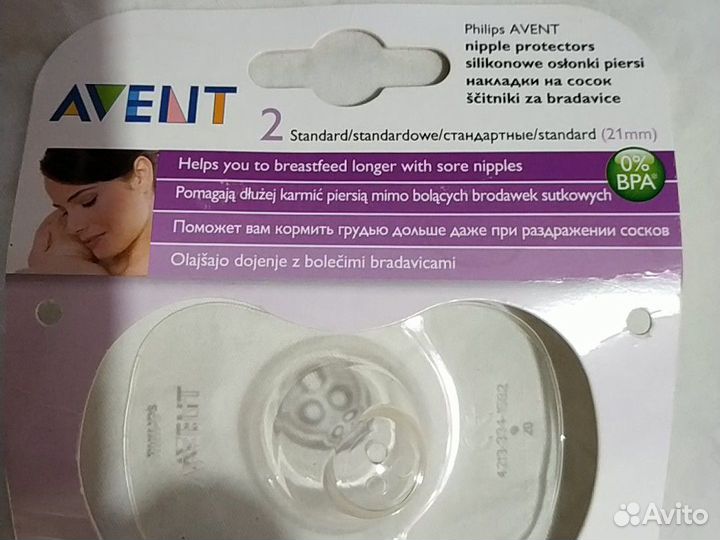 Philips AVENT
nipple protectors
silikonowe osłonki piersi
накладки на сосок
ščitniki za bradavice
AVENT
2 Standard/standardowe/стандартные/standard (21mm)
Helps you to breastfeed longer with sore nipples
0%
BPA
Pomagają dłużej karmić piersią mimo bolących brodawek sutkowych
Поможет вам кормить грудью дольше даже при раздражении сосков
Olajšajo dojenje z bolečimi bradavicami
AVENT
Avito